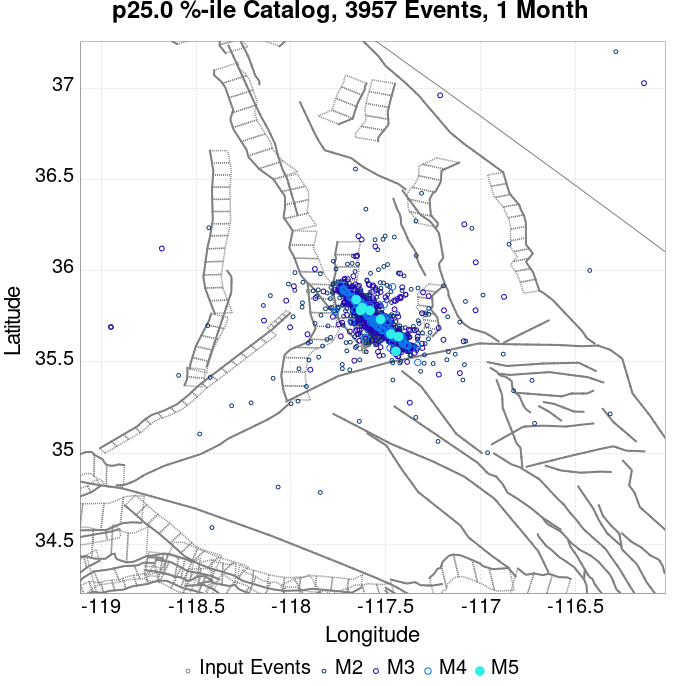 p25.0 %-ile Catalog, 3957 Events, 1 Month
37
36.5
36
35.5
35
34.5
Latitude
-119 -118.5 -118 -117.5 -117 -116.5
Longitude
Input Events M2 M3 M4 M5